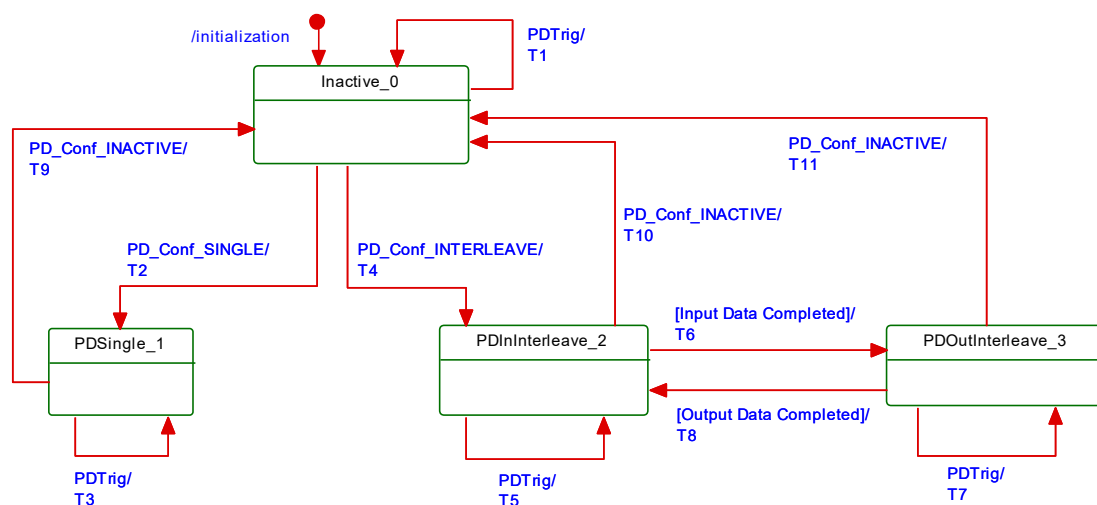 /initialization
PDTrig/
T1
Inactive_0
PD_Conf_INACTIVE/
T9
PD_Conf_INACTIVE/
T11
PD_Conf_INACTIVE/
T10
PD_Conf_SINGLE/
T2
PD_Conf_INTERLEAVE/
T4
[Input Data Completed]/
T6
PDSingle_1
PDInInterleave_2
PDOutInterleave_3
[Output Data Completed]/
T8
PDTrig/
T3
PDTrig/
T5
PDTrig/
T7